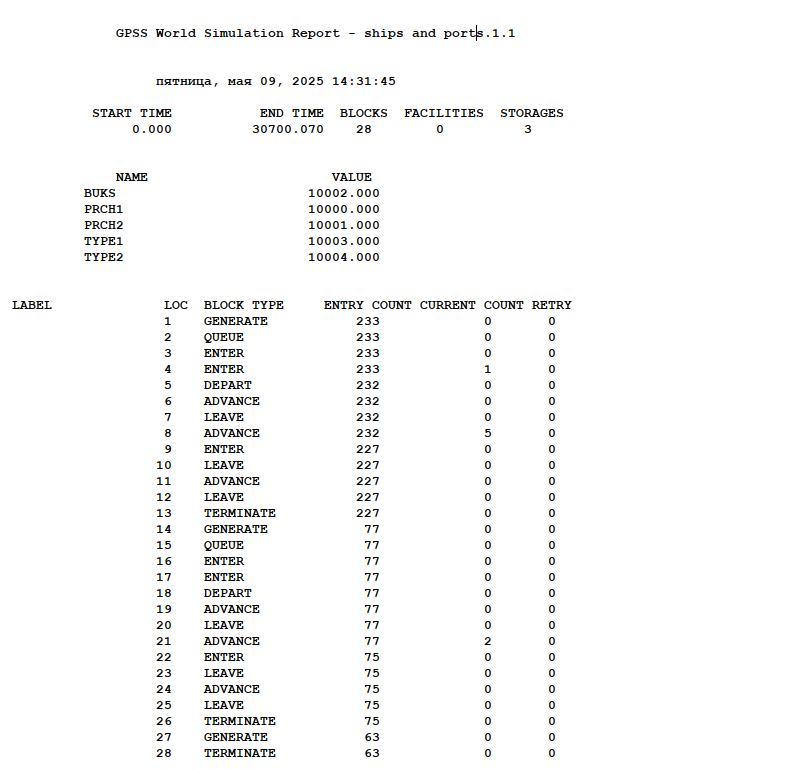 GPSS World Simulation Report - ships and ports.1.1
пятница, мая 09, 2025 14:31:45
START TIME END TIME BLOCKS FACILITIES STORAGES
0.000 30700.070 28 0 3
NAME VALUE
BUKS 10002.000
PRCH1 10000.000
PRCH2 10001.000
TYPE1 10003.000
TYPE2 10004.000
LABEL LOC BLOCK TYPE ENTRY COUNT CURRENT COUNT RETRY
1 GENERATE 233 0 0
2 QUEUE 233 0 0
3 ENTER 233 0 0
4 ENTER 233 1 0
5 DEPART 232 0 0
6 ADVANCE 232 0 0
7 LEAVE 232 0 0
8 ADVANCE 232 5 0
9 ENTER 227 0 0
10 LEAVE 227 0 0
11 ADVANCE 227 0 0
12 LEAVE 227 0 0
13 TERMINATE 227 0 0
14 GENERATE 77 0 0
15 QUEUE 77 0 0
16 ENTER 77 0 0
17 ENTER 77 0 0
18 DEPART 77 0 0
19 ADVANCE 77 0 0
20 LEAVE 77 0 0
21 ADVANCE 77 2 0
22 ENTER 75 0 0
23 LEAVE 75 0 0
24 ADVANCE 75 0 0
25 LEAVE 75 0 0
26 TERMINATE 75 0 0
27 GENERATE 63 0 0
28 TERMINATE 63 0 0